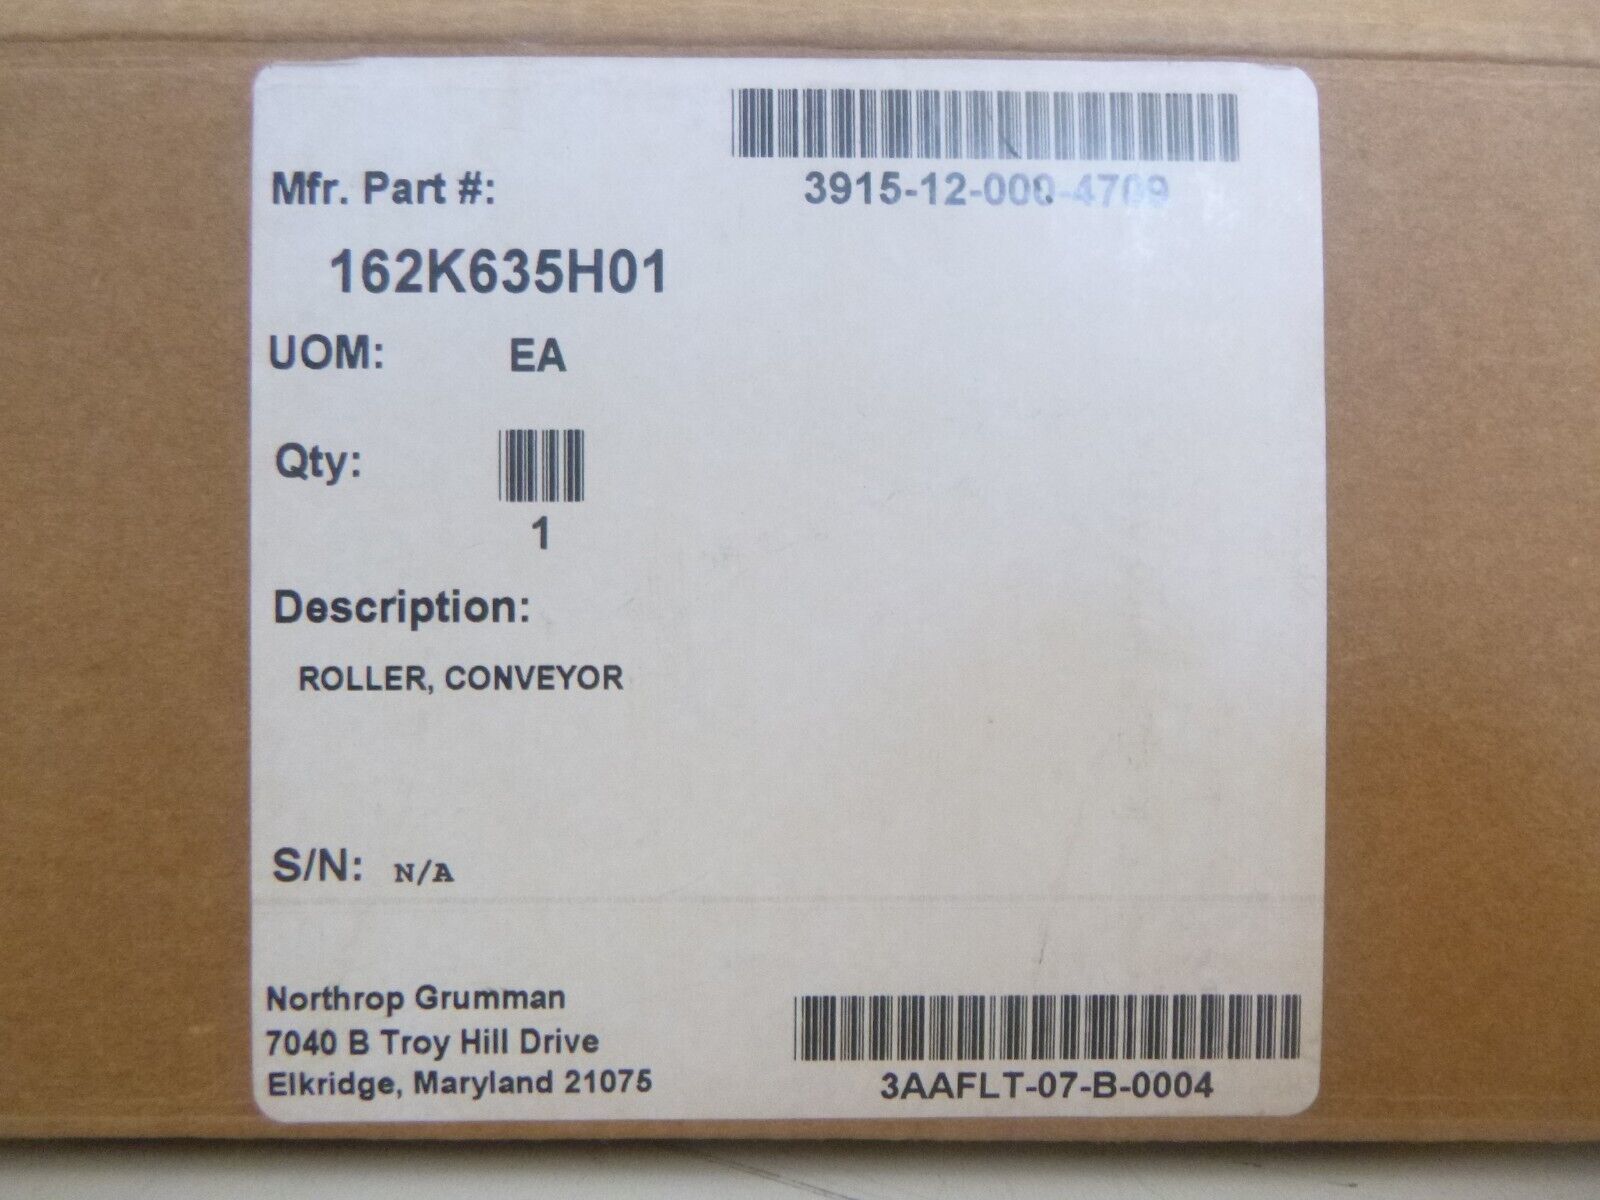 Mfr. Part #:
3915-12-000-4709
162K635H01
UOM: EA
Qty:
1
Description:
ROLLER, CONVEYOR
S/N: N/A
Northrop Grumman
7040 B Troy Hill Drive
Elkridge, Maryland 21075
3AAFLT-07-B-0004